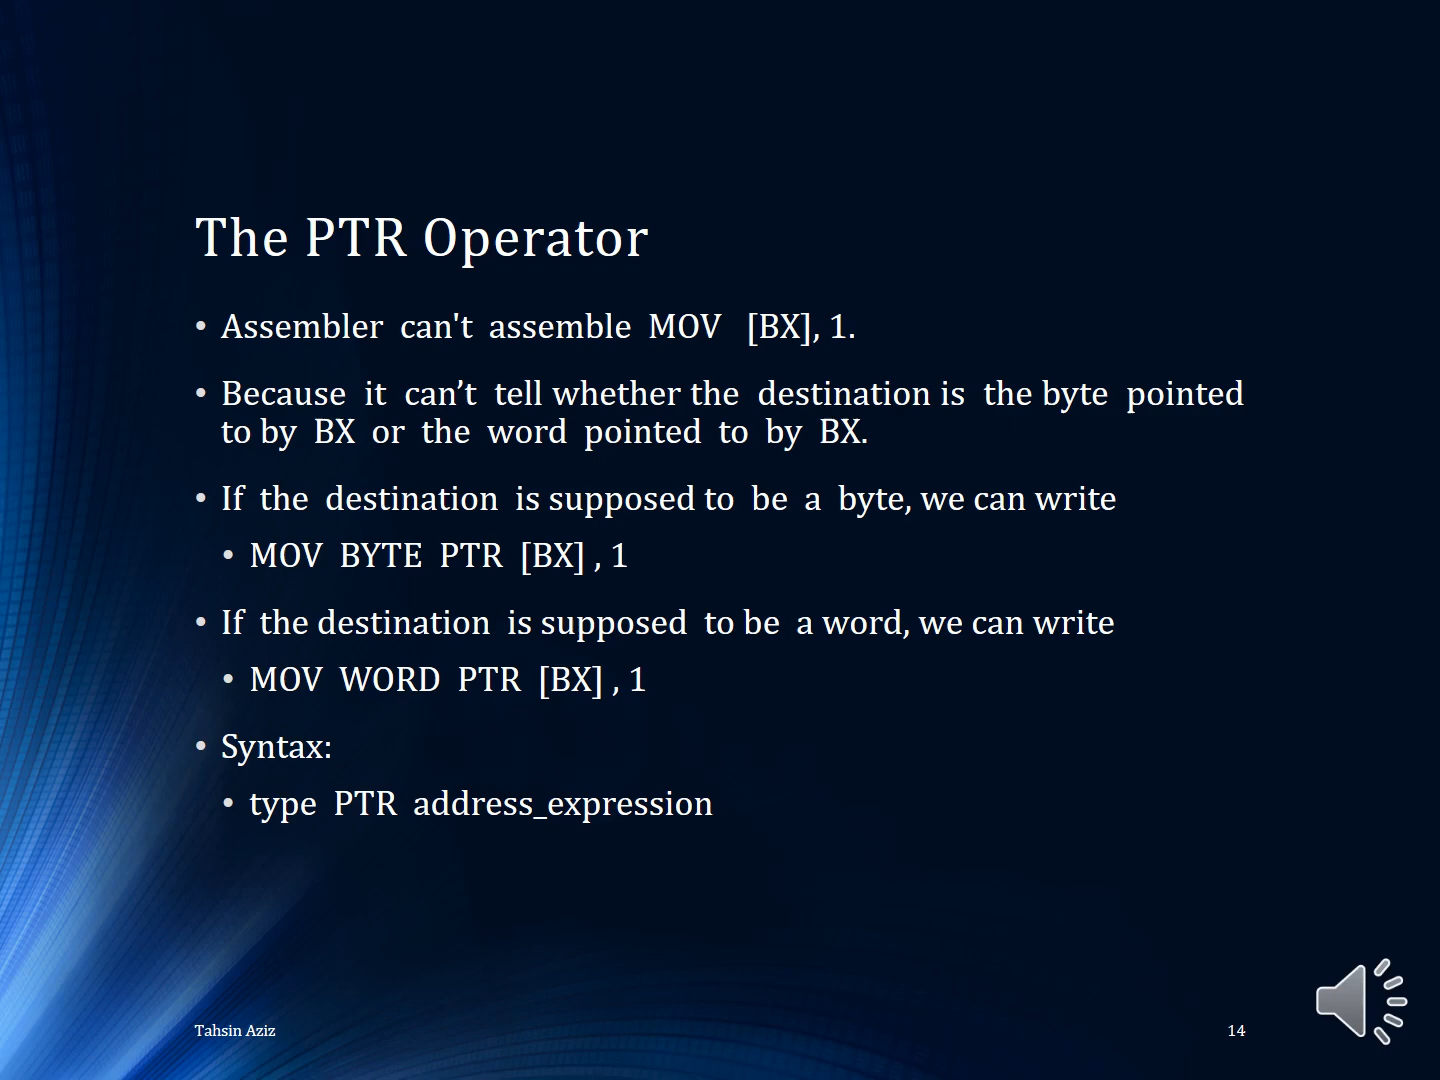 The PTR Operator
• Assembler can't assemble MOV [BX], 1.
• Because it can’t tell whether the destination is the byte pointed
to by BX or the word pointed to by BX.
• If the destination is supposed to be a byte, we can write
• MOV BYTE PTR [BX] , 1
• If the destination is supposed to be a word, we can write
• MOV WORD PTR [BX] , 1
• Syntax:
• type PTR address_expression
Tahsin Aziz
14